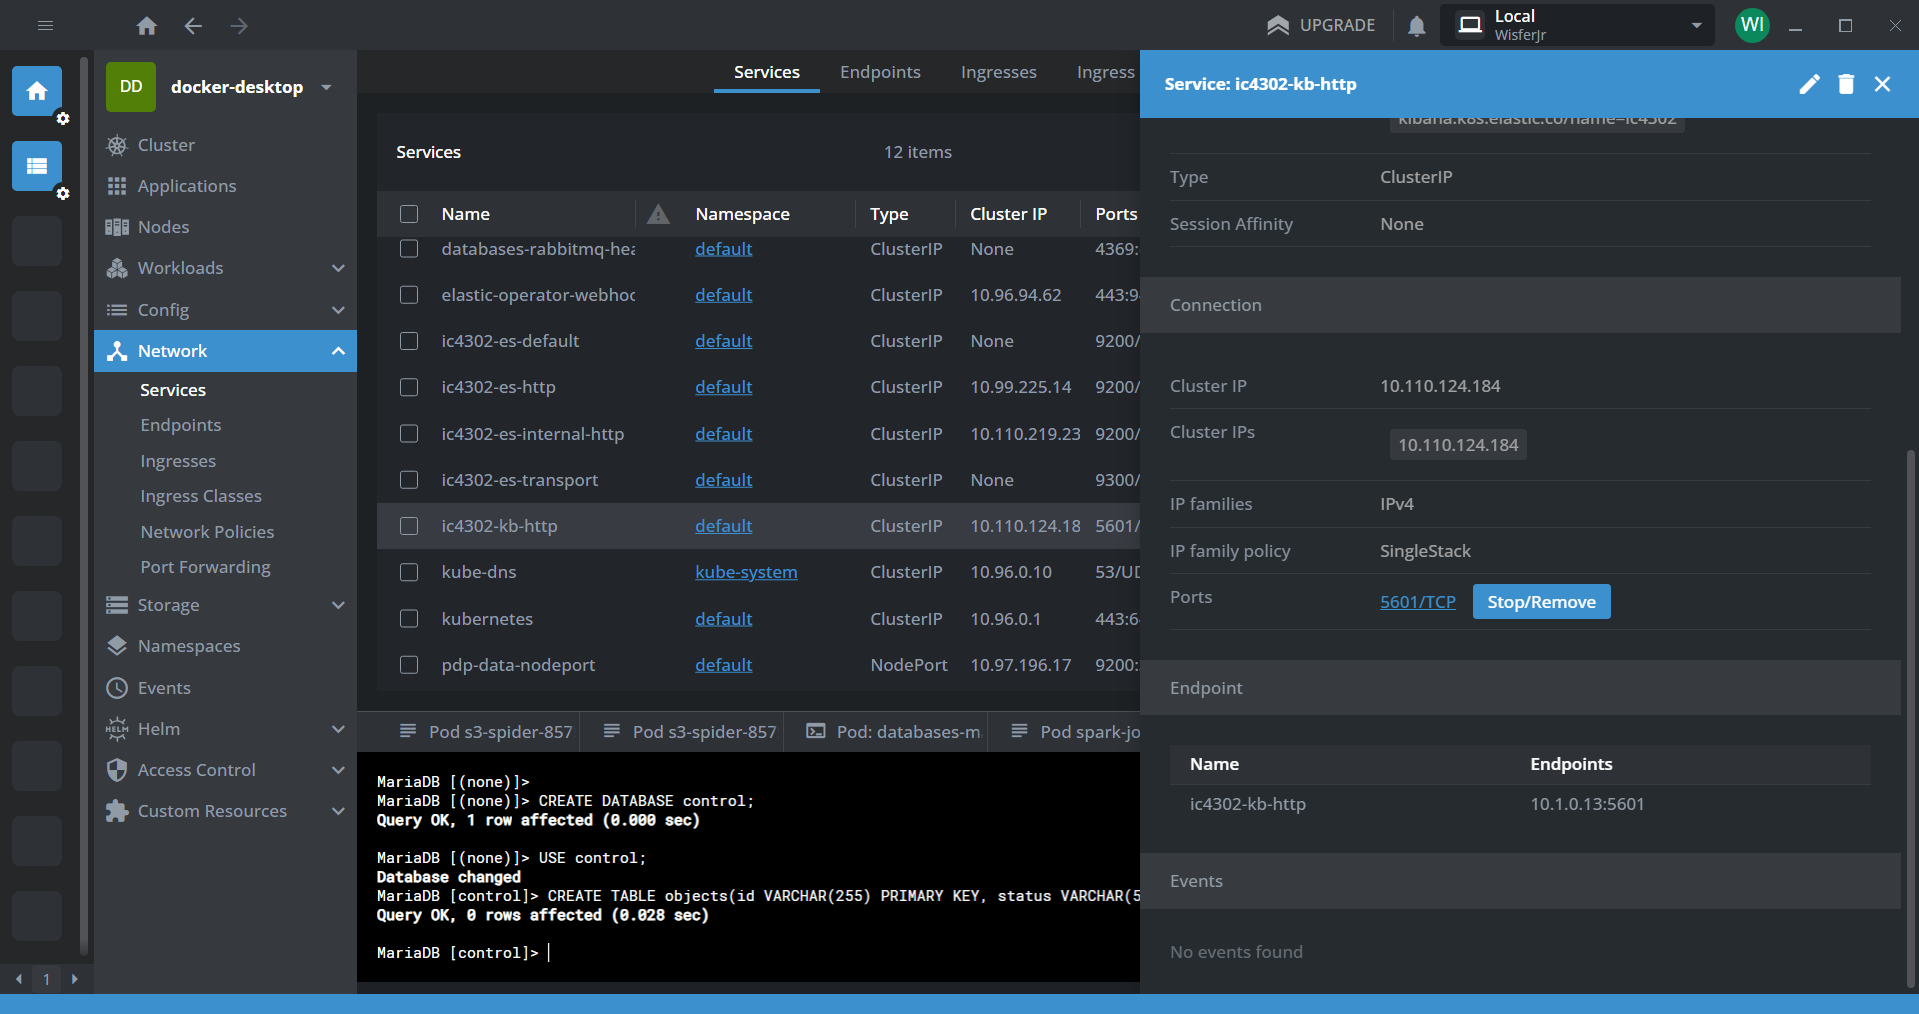 UPGRADE
Local
WisferJr
WI
DD
docker-desktop
Cluster
Applications
Nodes
Workloads
Config
Network
Services
Endpoints
Ingresses
Ingress Classes
Network Policies
Port Forwarding
Storage
Namespaces
Events
HELM
Helm
Access Control
Custom Resources
1
Services Endpoints Ingresses Ingress
Services 12 items
Name Namespace Type Cluster IP Ports
databases-rabbitmq-hea default ClusterIP None 4369:
elastic-operator-webhoo default ClusterIP 10.96.94.62 443:9
ic4302-es-default default ClusterIP None 9200/
ic4302-es-http default ClusterIP 10.99.225.14 9200/
ic4302-es-internal-http default ClusterIP 10.110.219.23 9200/
ic4302-es-transport default ClusterIP None 9300/
ic4302-kb-http default ClusterIP 10.110.124.18 5601/
kube-dns kube-system ClusterIP 10.96.0.10 53/UD
kubernetes default ClusterIP 10.96.0.1 443:6
pdp-data-nodeport default NodePort 10.97.196.17 9200:
Pod s3-spider-857 Pod s3-spider-857 Pod: databases-m Pod spark-jo
MariaDB [(none)]>
MariaDB [(none)]> CREATE DATABASE control;
Query OK, 1 row affected (0.000 sec)
MariaDB [(none)]> USE control;
Database changed
MariaDB [control]> CREATE TABLE objects(id VARCHAR(255) PRIMARY KEY, status VARCHAR(5
Query OK, 0 rows affected (0.028 sec)
MariaDB [control]>
Service: ic4302-kb-http
kibana.k8s.elastic.co/name=ic4302
Type ClusterIP
Session Affinity None
Connection
Cluster IP 10.110.124.184
Cluster IPs 10.110.124.184
IP families IPv4
IP family policy SingleStack
Ports 5601/TCP Stop/Remove
Endpoint
Name Endpoints
ic4302-kb-http 10.1.0.13:5601
Events
No events found